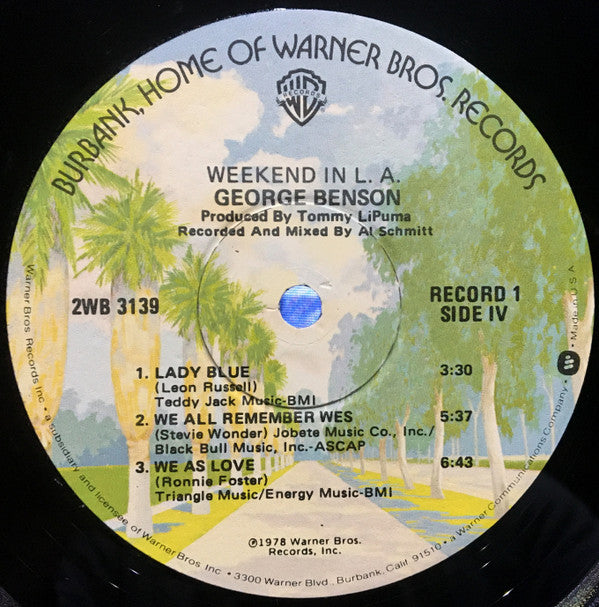 BURBANK, HOME OF WARNER BROS. RECORDS
RECORDS
WEEKEND IN L. A.
GEORGE BENSON
Produced By Tommy LiPuma
Recorded And Mixed By Al Schmitt
2WB 3139
RECORD 1
SIDE IV
1. LADY BLUE 3:30
(Leon Russell)
Teddy Jack Music-BMI
2. WE ALL REMEMBER WES 5:37
(Stevie Wonder) Jobete Music Co., Inc./
Black Bull Music, Inc.-ASCAP
3. WE AS LOVE 6:43
(Ronnie Foster)
Triangle Music/Energy Music-BMI
℗1978 Warner Bros.
Records, Inc.
Warner Bros. Records Inc. • a subsidiary and licensee of Warner Bros. Inc. • 3300 Warner Blvd., Burbank, Cal. 91510 • a Warner Communications Company • Made in U.S.A.